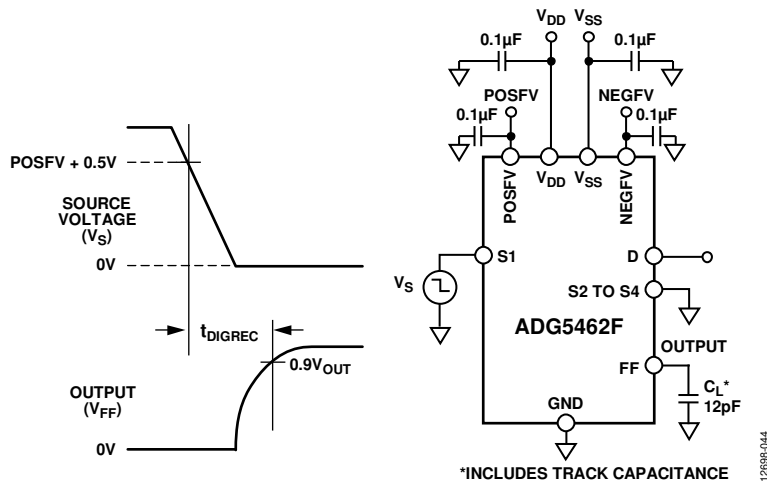 POSFV + 0.5V
SOURCE
VOLTAGE
(VS)
0V
tDIGREC
0.9VOUT
OUTPUT
(VFF)
0V
VDD VSS
0.1µF 0.1µF
POSFV NEGFV
0.1µF 0.1µF
POSFV VDD VSS NEGFV
S1 D
VS
S2 TO S4
ADG5462F
OUTPUT
FF
CL*
12pF
GND
*INCLUDES TRACK CAPACITANCE
12698-044